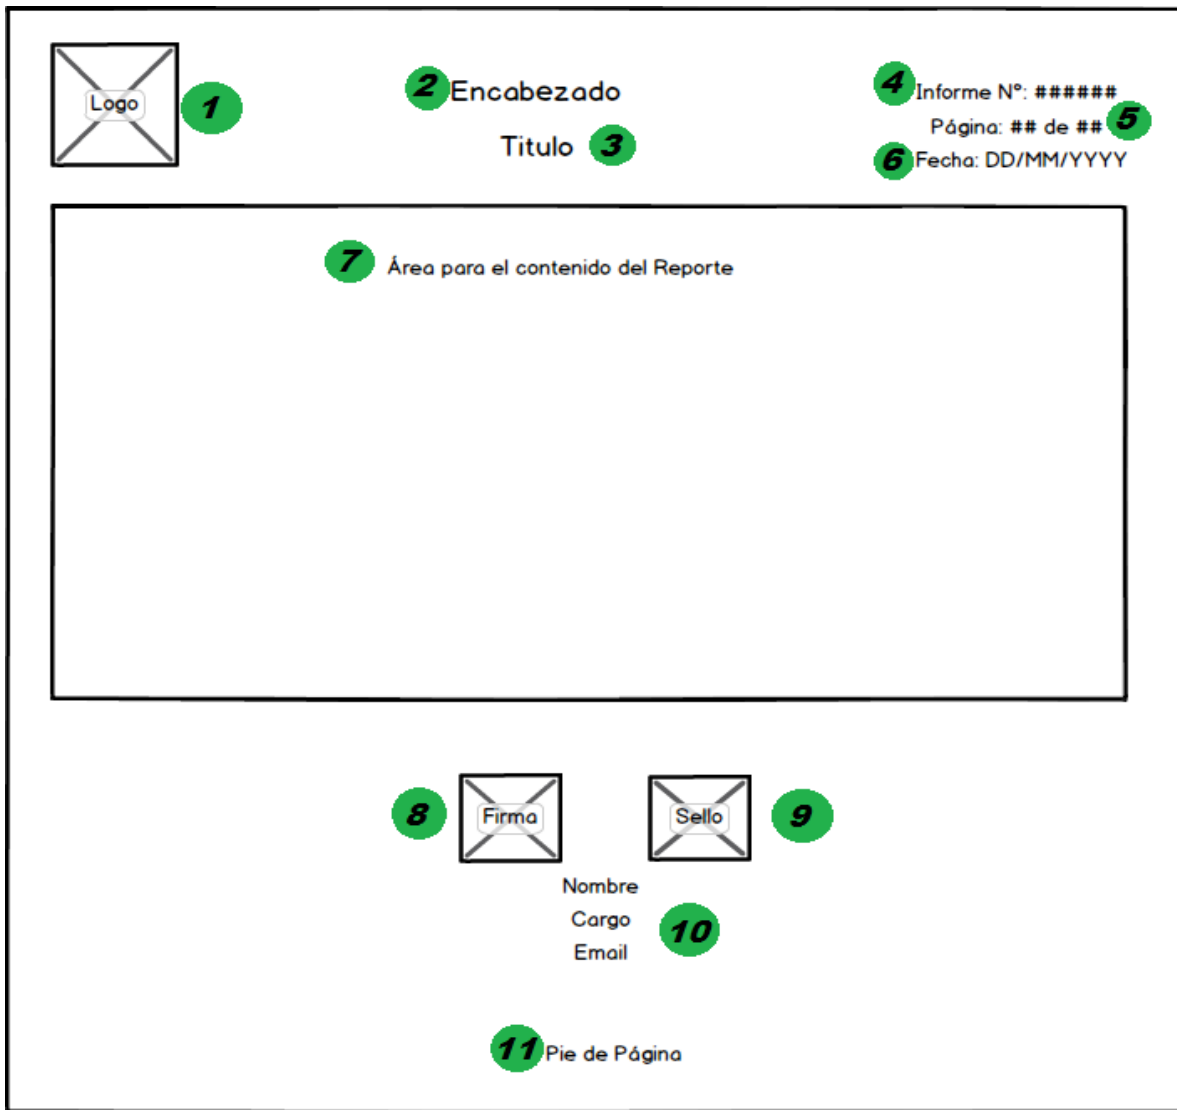 Logo
1
2 Encabezado
Titulo 3
4 Informe N°: ######
Página: ## de ## 5
6 Fecha: DD/MM/YYYY
7 Área para el contenido del Reporte
8 Firma
Sello 9
Nombre
Cargo
10
Email
11 Pie de Página